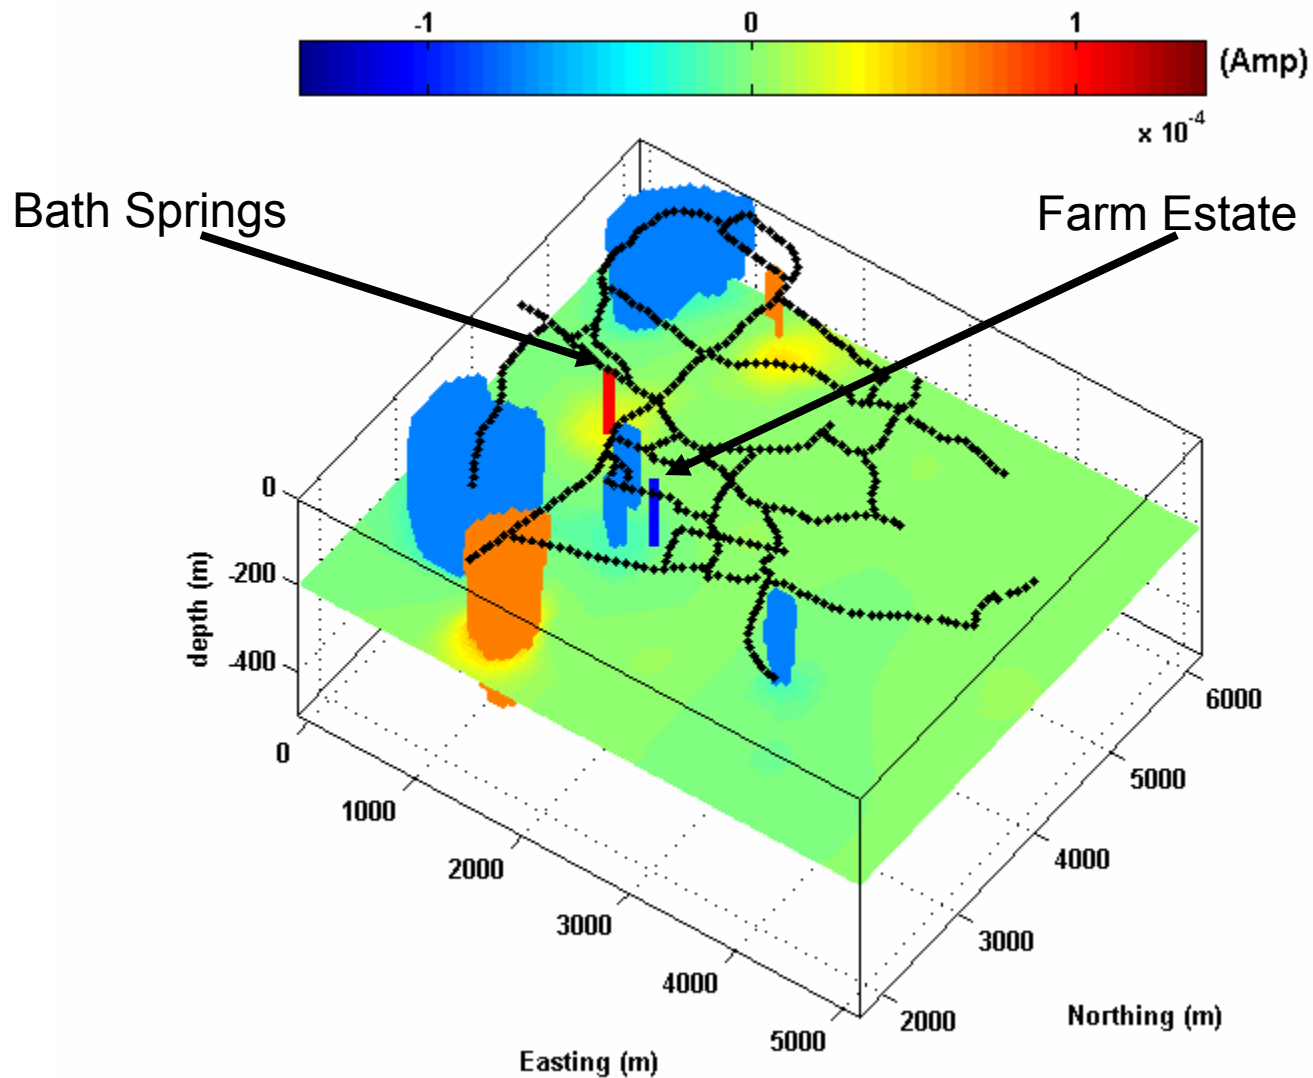 -1 0 1
(Amp)
x 10-4
Bath Springs
Farm Estate
0
-200
-400
depth (m)
0
1000
2000
3000
4000
5000
Easting (m)
2000
3000
4000
5000
6000
Northing (m)